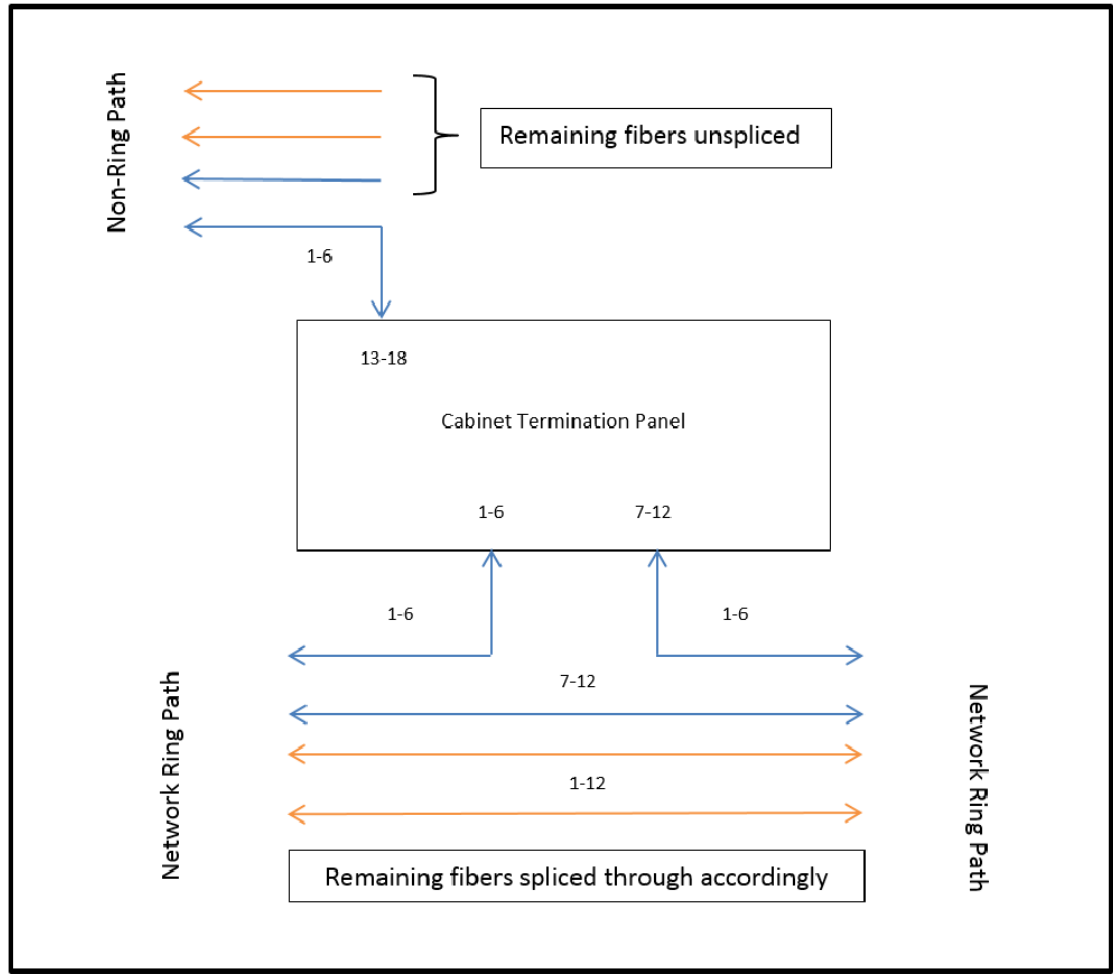 Non-Ring Path
Remaining fibers unspliced
1-6
13-18
Cabinet Termination Panel
1-6
7-12
1-6
1-6
7-12
Network Ring Path
Network Ring Path
1-12
Remaining fibers spliced through accordingly